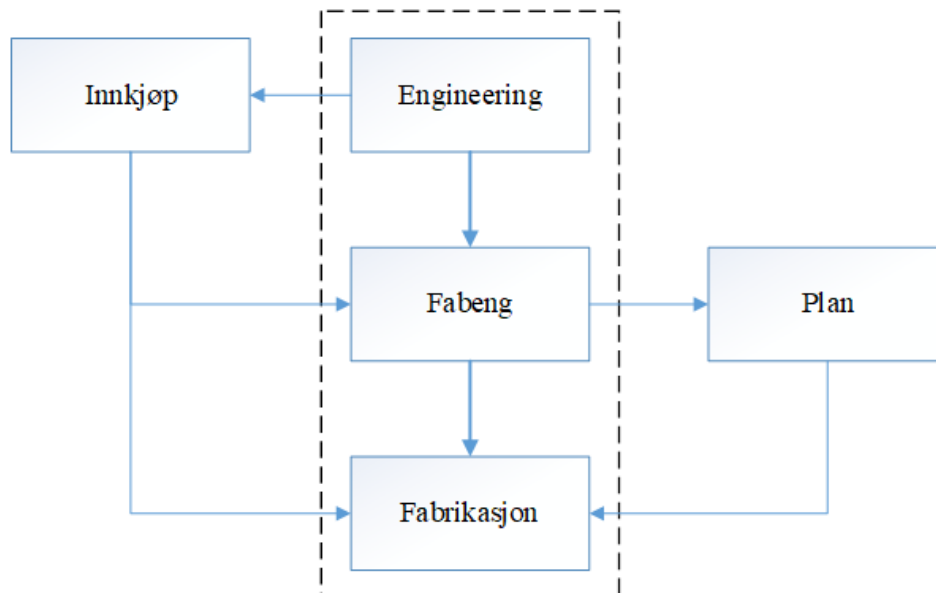 Innkjøp
Engineering
Fabeng
Plan
Fabrikasjon